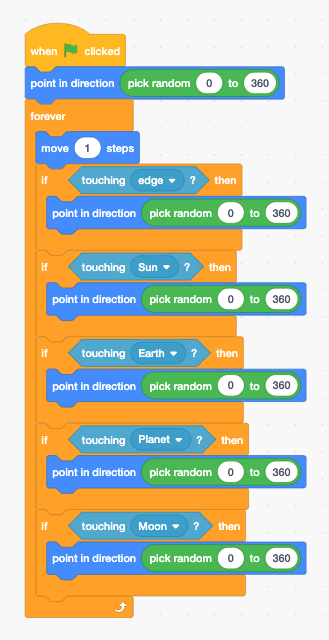 when clicked
point in direction pick random 0 to 360
forever
move 1 steps
if touching edge ? then
point in direction pick random 0 to 360
if touching Sun ? then
point in direction pick random 0 to 360
if touching Earth ? then
point in direction pick random 0 to 360
if touching Planet ? then
point in direction pick random 0 to 360
if touching Moon ? then
point in direction pick random 0 to 360